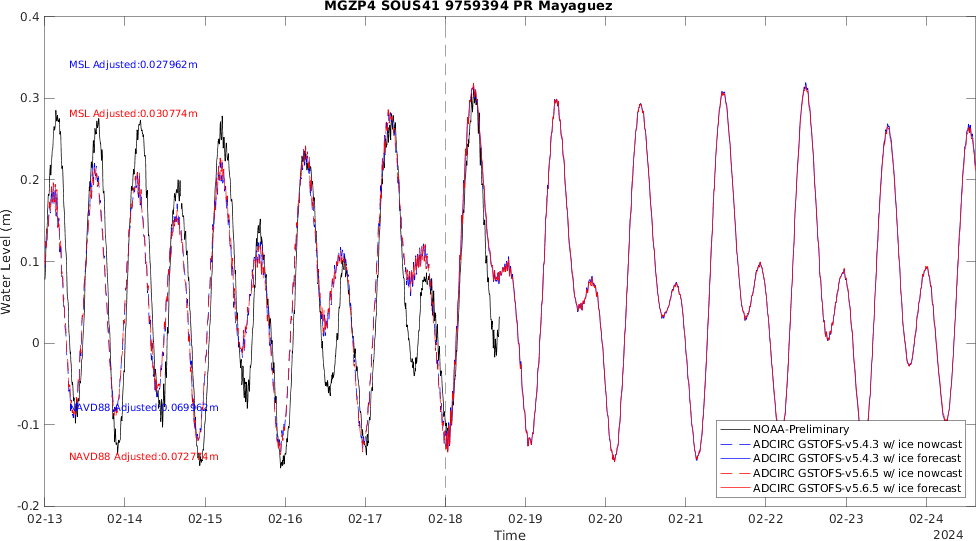 MGZP4 SOUS41 9759394 PR Mayaguez
0.4
0.3
0.2
0.1
0
-0.1
-0.2
Water Level (m)
MSL Adjusted:0.027962m
MSL Adjusted:0.030774m
NAVD88 Adjusted:0.069962m
NAVD88 Adjusted:0.072774m
NOAA-Preliminary
ADCIRC GSTOFS-v5.4.3 w/ ice nowcast
ADCIRC GSTOFS-v5.4.3 w/ ice forecast
ADCIRC GSTOFS-v5.6.5 w/ ice nowcast
ADCIRC GSTOFS-v5.6.5 w/ ice forecast
02-13 02-14 02-15 02-16 02-17 02-18 02-19 02-20 02-21 02-22 02-23 02-24
Time
2024